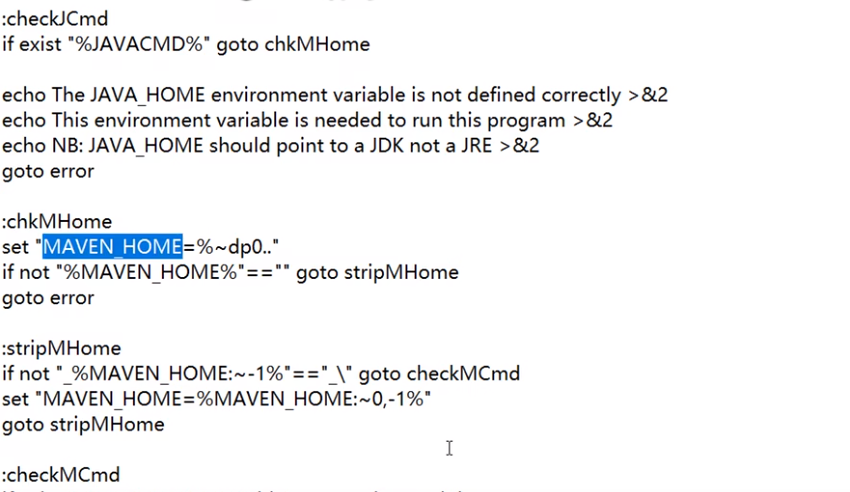 :checkJCmd
if exist "%JAVACMD%" goto chkMHome
echo The JAVA_HOME environment variable is not defined correctly >&2
echo This environment variable is needed to run this program >&2
echo NB: JAVA_HOME should point to a JDK not a JRE >&2
goto error
:chkMHome
set "MAVEN_HOME=%~dp0.."
if not "%MAVEN_HOME%"=="" goto stripMHome
goto error
:stripMHome
if not "_%MAVEN_HOME:~-1%"=="_\" goto checkMCmd
set "MAVEN_HOME=%MAVEN_HOME:~0,-1%"
goto stripMHome
:checkMCmd